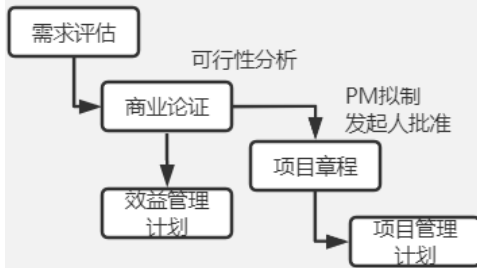 需求评估
可行性分析
商业论证
PM拟制
发起人批准
项目章程
效益管理
计划
项目管理
计划